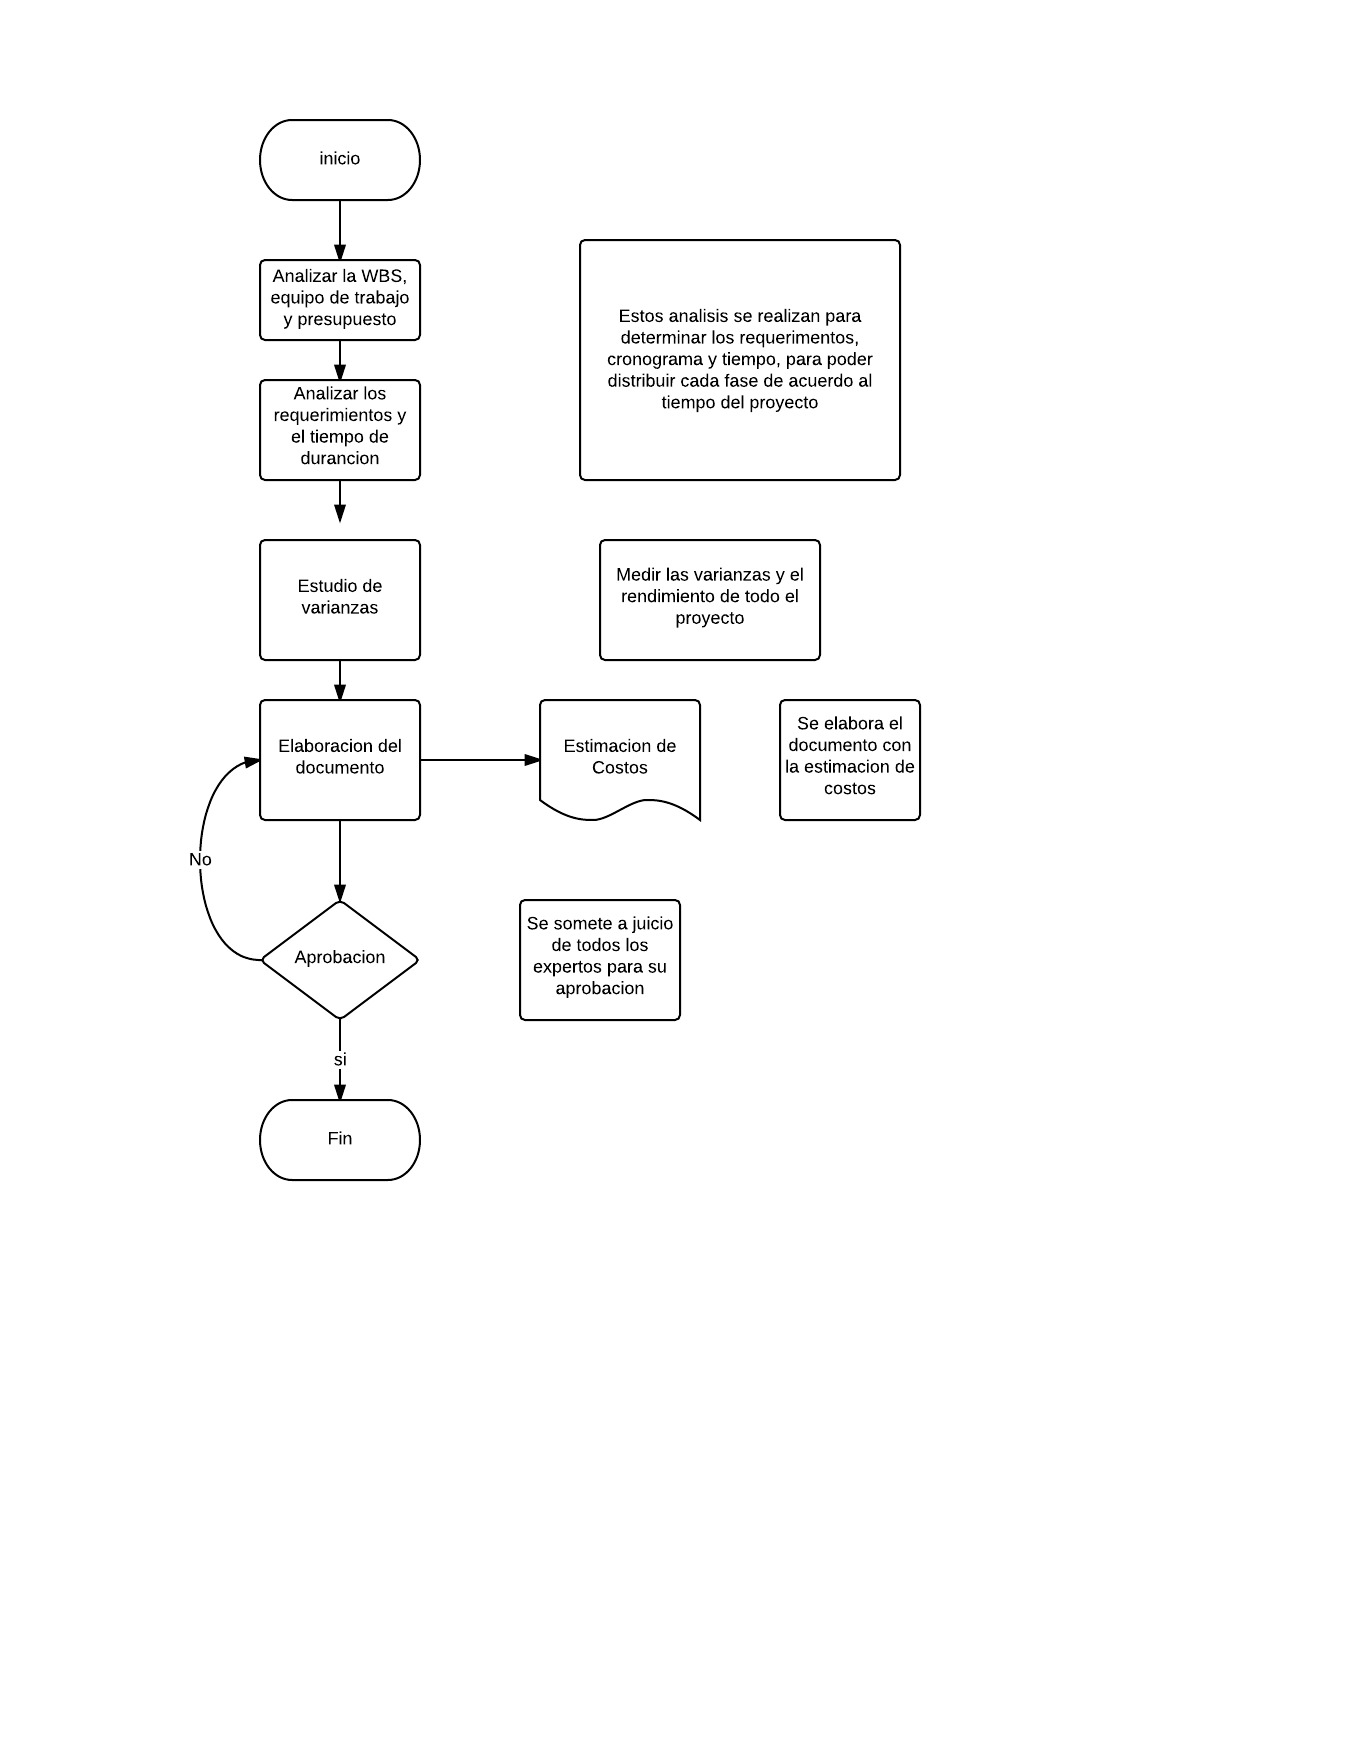 inicio
Analizar la WBS,
equipo de trabajo
y presupuesto
Estos analisis se realizan para
determinar los requerimentos,
cronograma y tiempo, para poder
distribuir cada fase de acuerdo al
tiempo del proyecto
Analizar los
requerimientos y
el tiempo de
durancion
Estudio de
varianzas
Medir las varianzas y el
rendimiento de todo el
proyecto
Elaboracion del
documento
Estimacion de
Costos
Se elabora el
documento con
la estimacion de
costos
No
Aprobacion
Se somete a juicio
de todos los
expertos para su
aprobacion
si
Fin